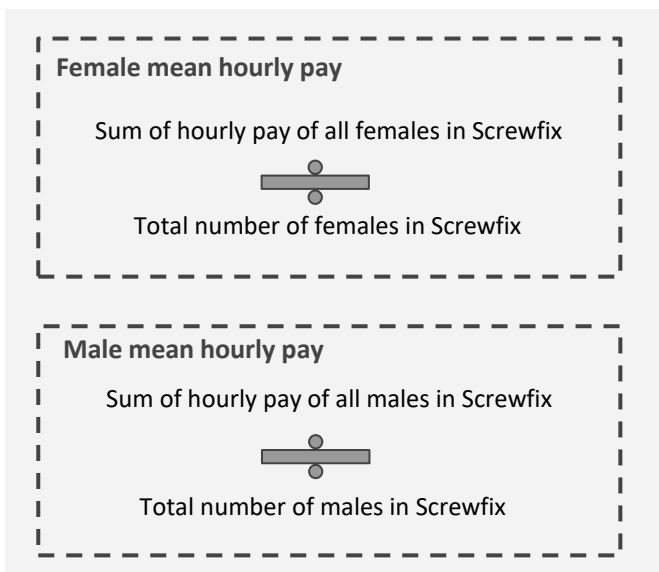 Female mean hourly pay
Sum of hourly pay of all females in Screwfix
Total number of females in Screwfix
Male mean hourly pay
Sum of hourly pay of all males in Screwfix
Total number of males in Screwfix